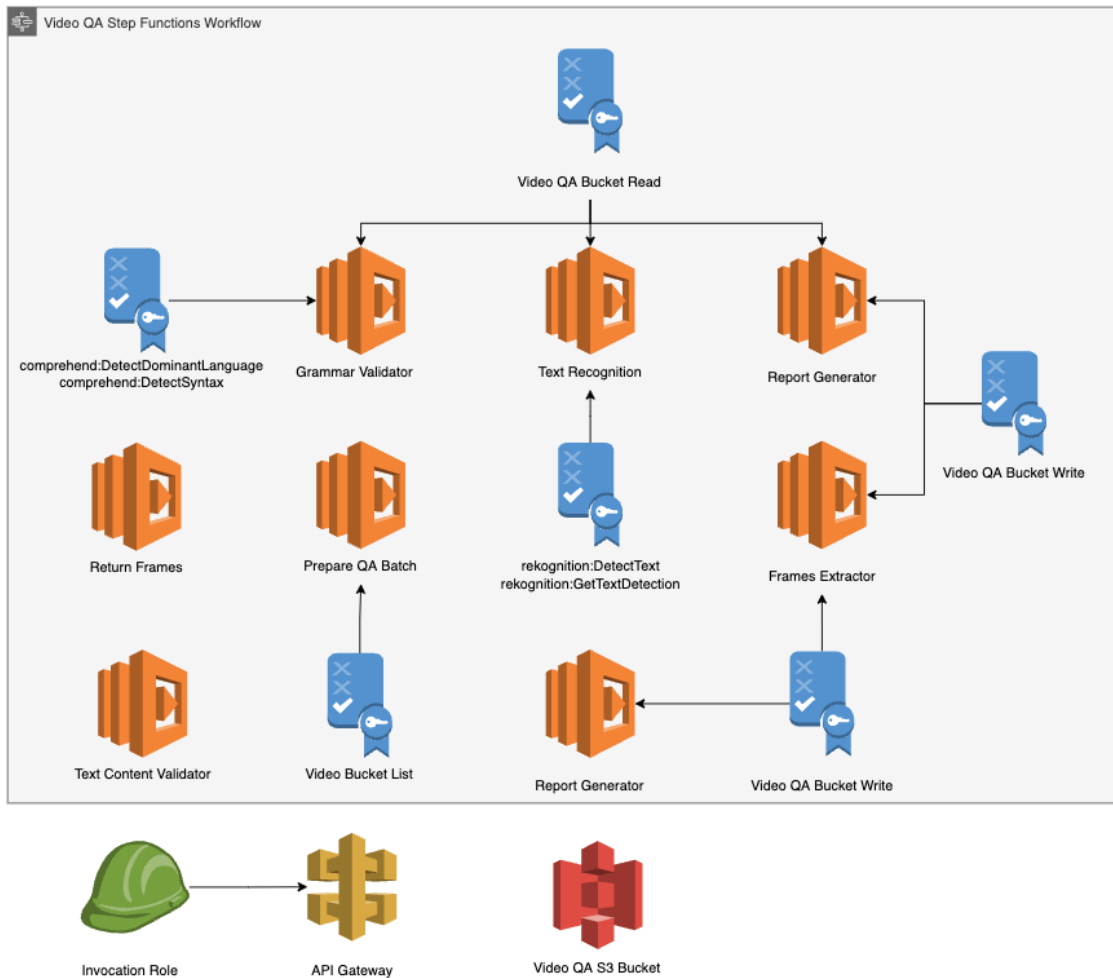 Video QA Step Functions Workflow
Video QA Bucket Read
comprehend:DetectDominantLanguage
comprehend:DetectSyntax
Grammar Validator
Text Recognition
Report Generator
Video QA Bucket Write
Return Frames
Prepare QA Batch
rekognition:DetectText
rekognition:GetTextDetection
Frames Extractor
Text Content Validator
Video Bucket List
Report Generator
Video QA Bucket Write
Invocation Role
API Gateway
Video QA S3 Bucket